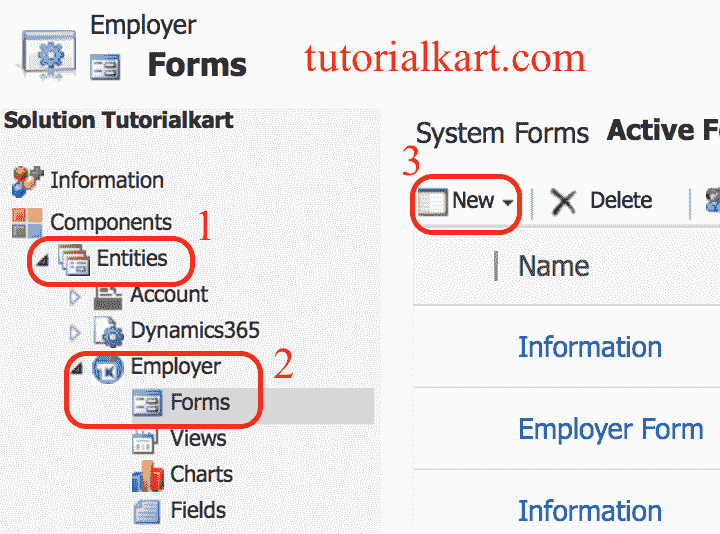 Employer
Forms
tutorialkart.com
Solution Tutorialkart
Information
Components
1
Entities
Account
Dynamics365
Employer
2
Forms
Views
Charts
Fields
System Forms Active Fo
3
New
Delete
Name
Information
Employer Form
Information